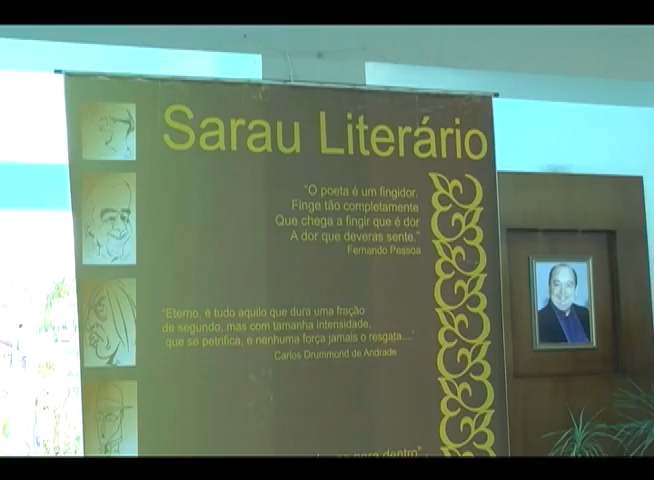 Sarau Literário
"O poeta é um fingidor.
Finge tão completamente
Que chega a fingir que é dor
A dor que deveras sente."
Fernando Pessoa
"Eterno, é tudo aquilo que dura uma fração
de segundo, mas com tamanha intensidade,
que se petrifica, e nenhuma força jamais o resgata...."
Carlos Drummond de Andrade
para dentro"